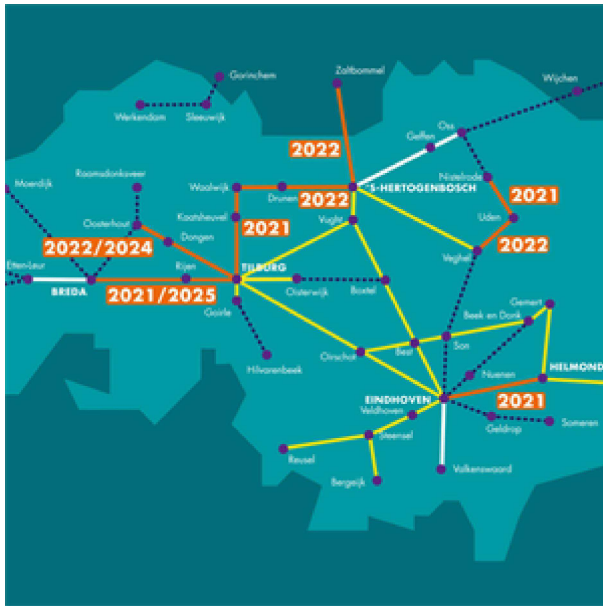 Gorinchem
Zaltbommel
Wijchen
Werkendam
Sleeuwijk
Oss
Geffen
2022
Raamsdonksveer
Nistelrode
Moerdijk
Waalwijk
Drunen
2022
'S-HERTOGENBOSCH
2021
Kaatsheuvel
Vught
Uden
Oosterhout
2021
2022/2024
Dongen
2022
Veghel
Etten-Leur
Rijen
TILBURG
BREDA
2021/2025
Oisterwijk
Boxtel
Gemert
Goirle
Beek en Donk
Hilvarenbeek
Oirschot
Best
Son
Nuenen
HELMOND
EINDHOVEN
2021
Veldhoven
Geldrop
Someren
Steensel
Reusel
Bergeijk
Valkenswaard